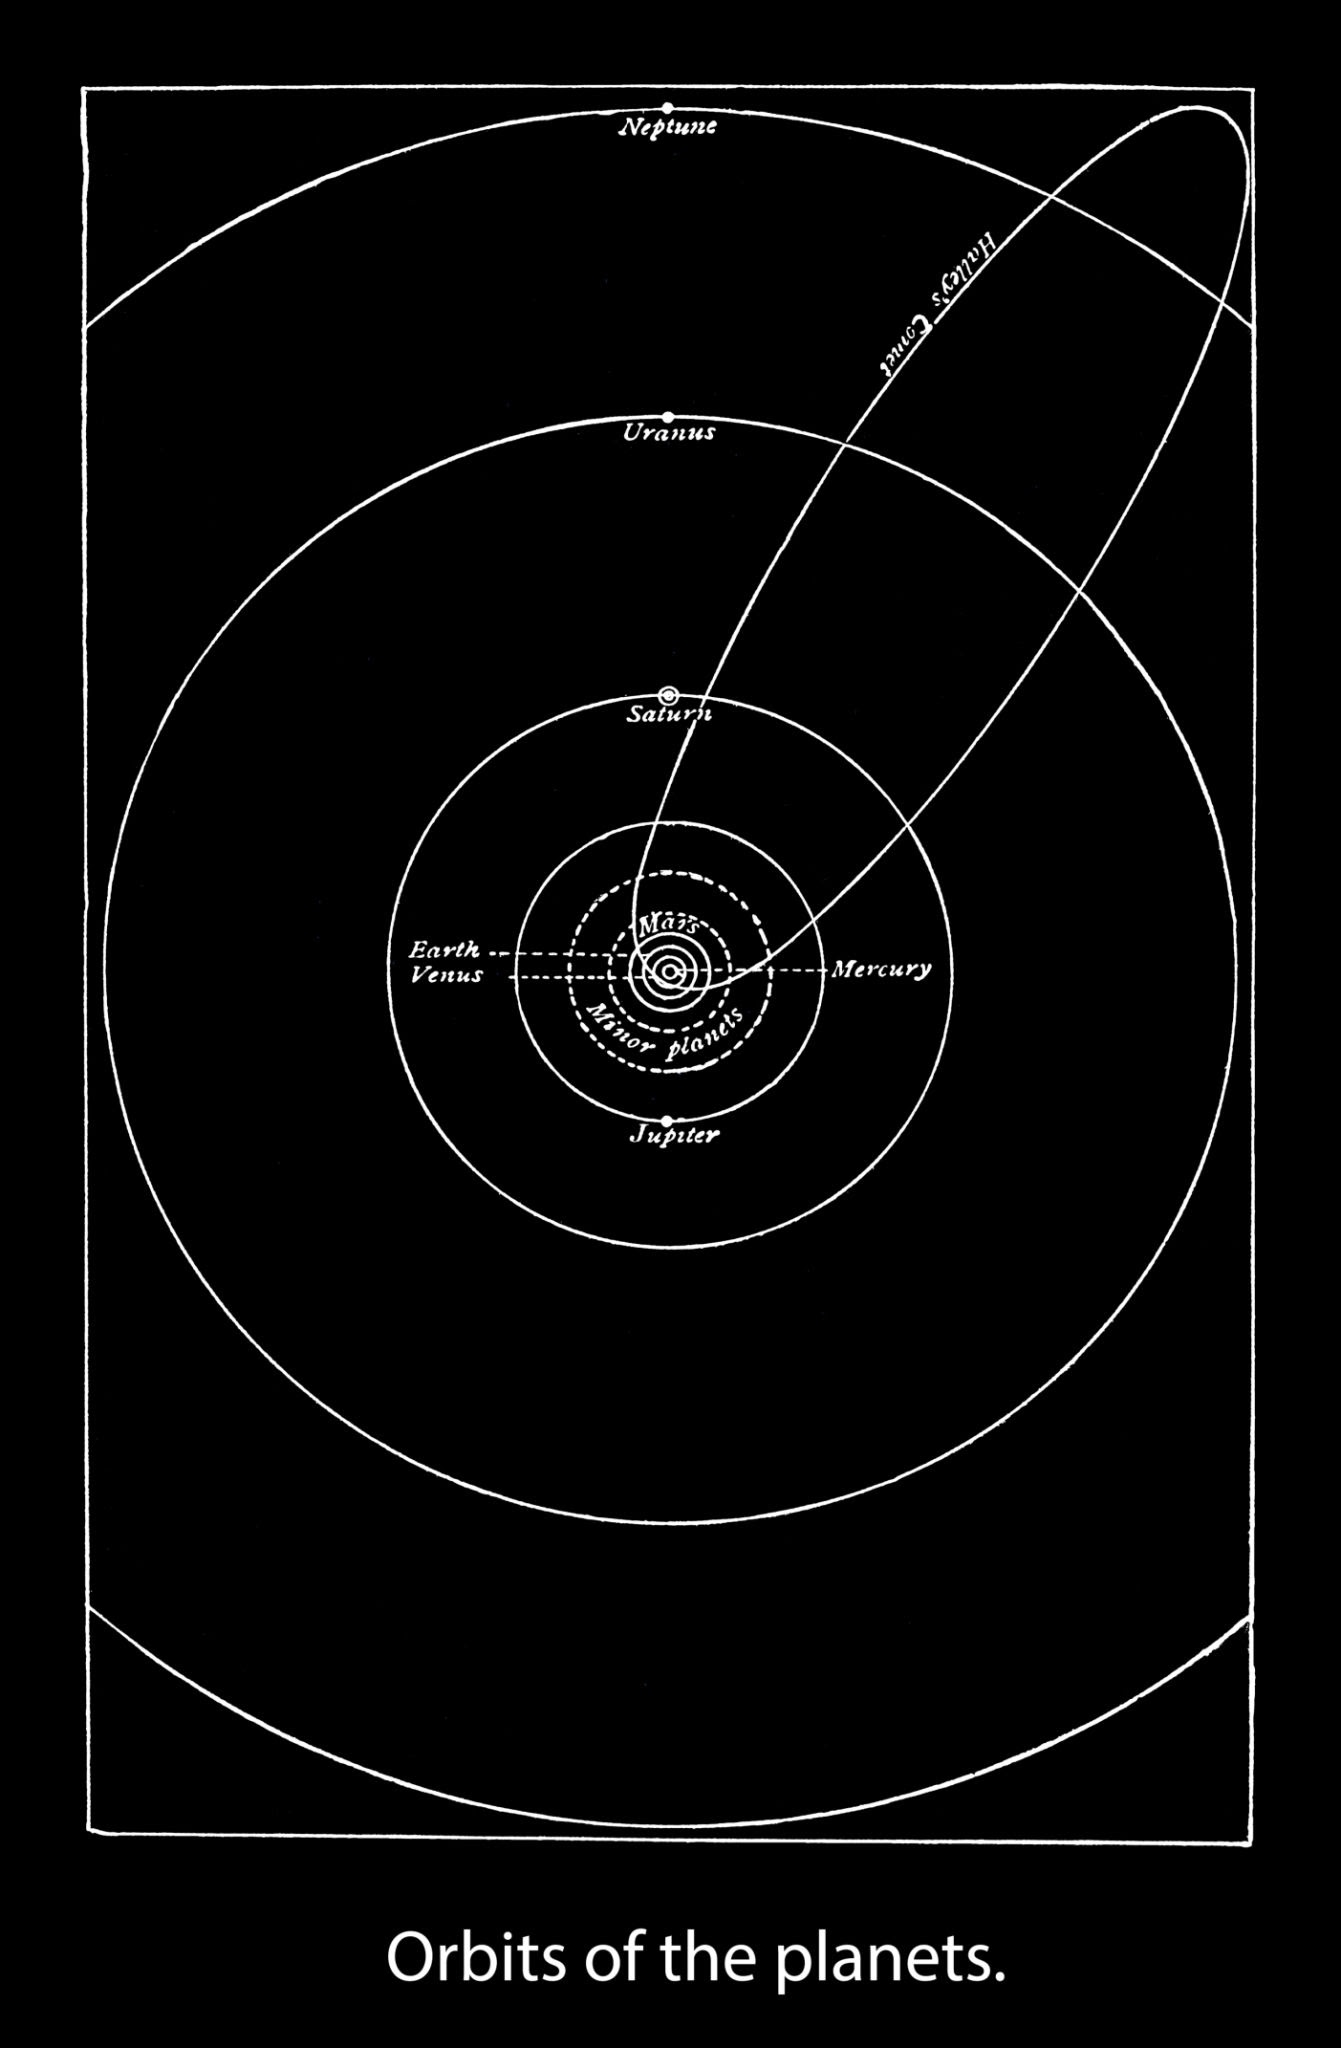 Neptune
Halley's Comet
Uranus
Saturn
Mars
Earth
Venus
Mercury
Minor planets
Jupiter
Orbits of the planets.